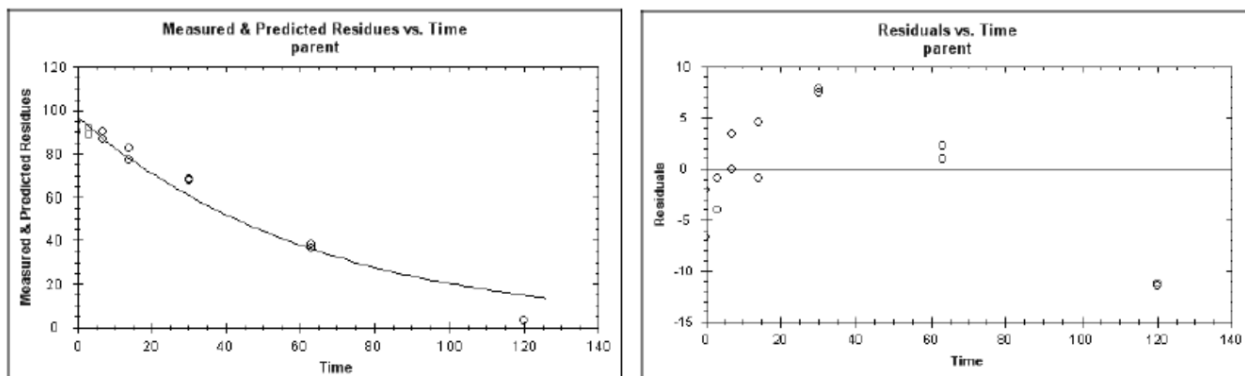 Measured & Predicted Residues vs. Time
parent
120
100
80
60
40
20
0
Measured & Predicted Residues
0 20 40 60 80 100 120 140
Time
Residuals vs. Time
parent
10
5
0
-5
-10
-15
Residuals
0 20 40 60 80 100 120 140
Time